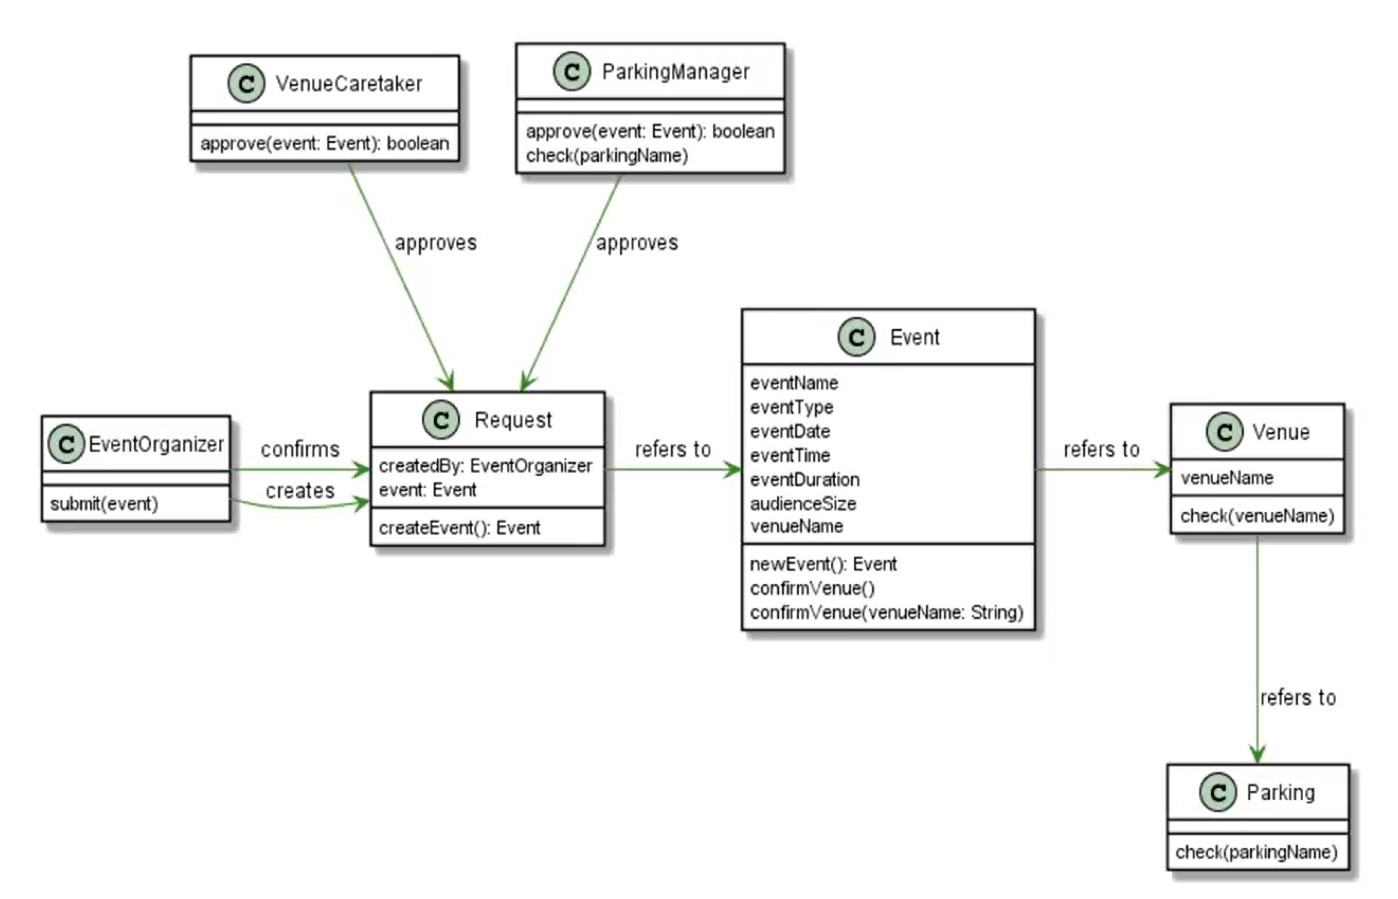 C VenueCaretaker
approve(event: Event): boolean
C ParkingManager
approve(event: Event): boolean
check(parkingName)
approves
approves
C EventOrganizer
submit(event)
confirms
creates
C Request
createdBy: EventOrganizer
event: Event
createEvent(): Event
refers to
C Event
eventName
eventType
eventDate
eventTime
eventDuration
audienceSize
venueName
newEvent(): Event
confirmVenue()
confirmVenue(venueName: String)
refers to
C Venue
venueName
check(venueName)
refers to
C Parking
check(parkingName)